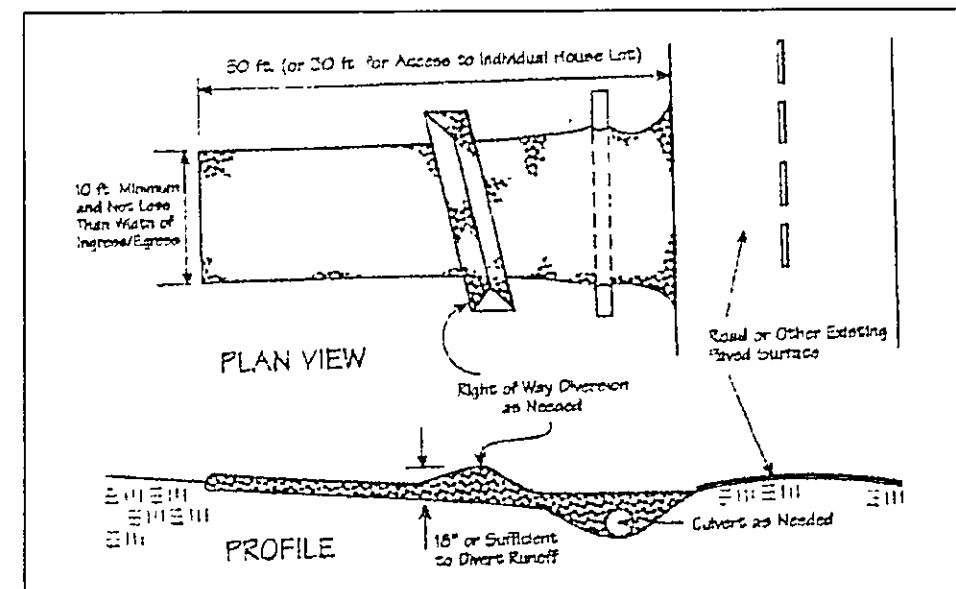 50 ft. (or 30 ft. for Access to Individual House Lot)
10 ft. Minimum
and Not Less
Than Width of
Ingress/Egress
PLAN VIEW
Road or Other Existing
Paved Surface
Right of Way Diversion
as Needed
Culvert as Needed
18" or Sufficient
to Divert Runoff
PROFILE